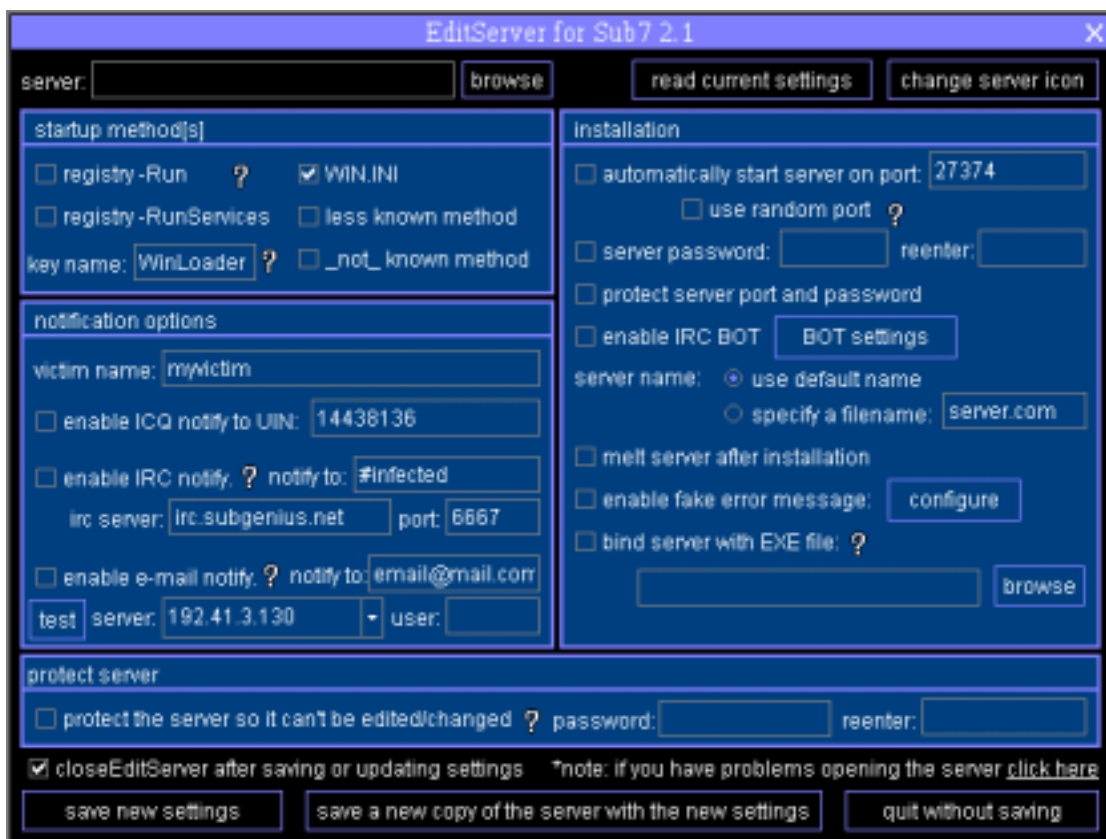 EditServer for Sub7 2.1 X
server: browse read current settings change server icon
startup method[s]
registry -Run ? WIN.INI
registry -RunServices less known method
key name: WinLoader ? _not_ known method
notification options
victim name: myvictim
enable ICQ notify to UIN: 14438136
enable IRC notify. ? notify to: #infected
irc server: irc.subgenius.net port: 6667
enable e-mail notify. ? notify to: email@mail.com
test server: 192.41.3.130 user:
installation
automatically start server on port: 27374
use random port ?
server password: reenter:
protect server port and password
enable IRC BOT BOT settings
server name: use default name
specify a filename: server.com
melt server after installation
enable fake error message: configure
bind server with EXE file: ?
browse
protect server
protect the server so it can't be edited/changed ? password: reenter:
closeEditServer after saving or updating settings *note: if you have problems opening the server click here
save new settings save a new copy of the server with the new settings quit without saving